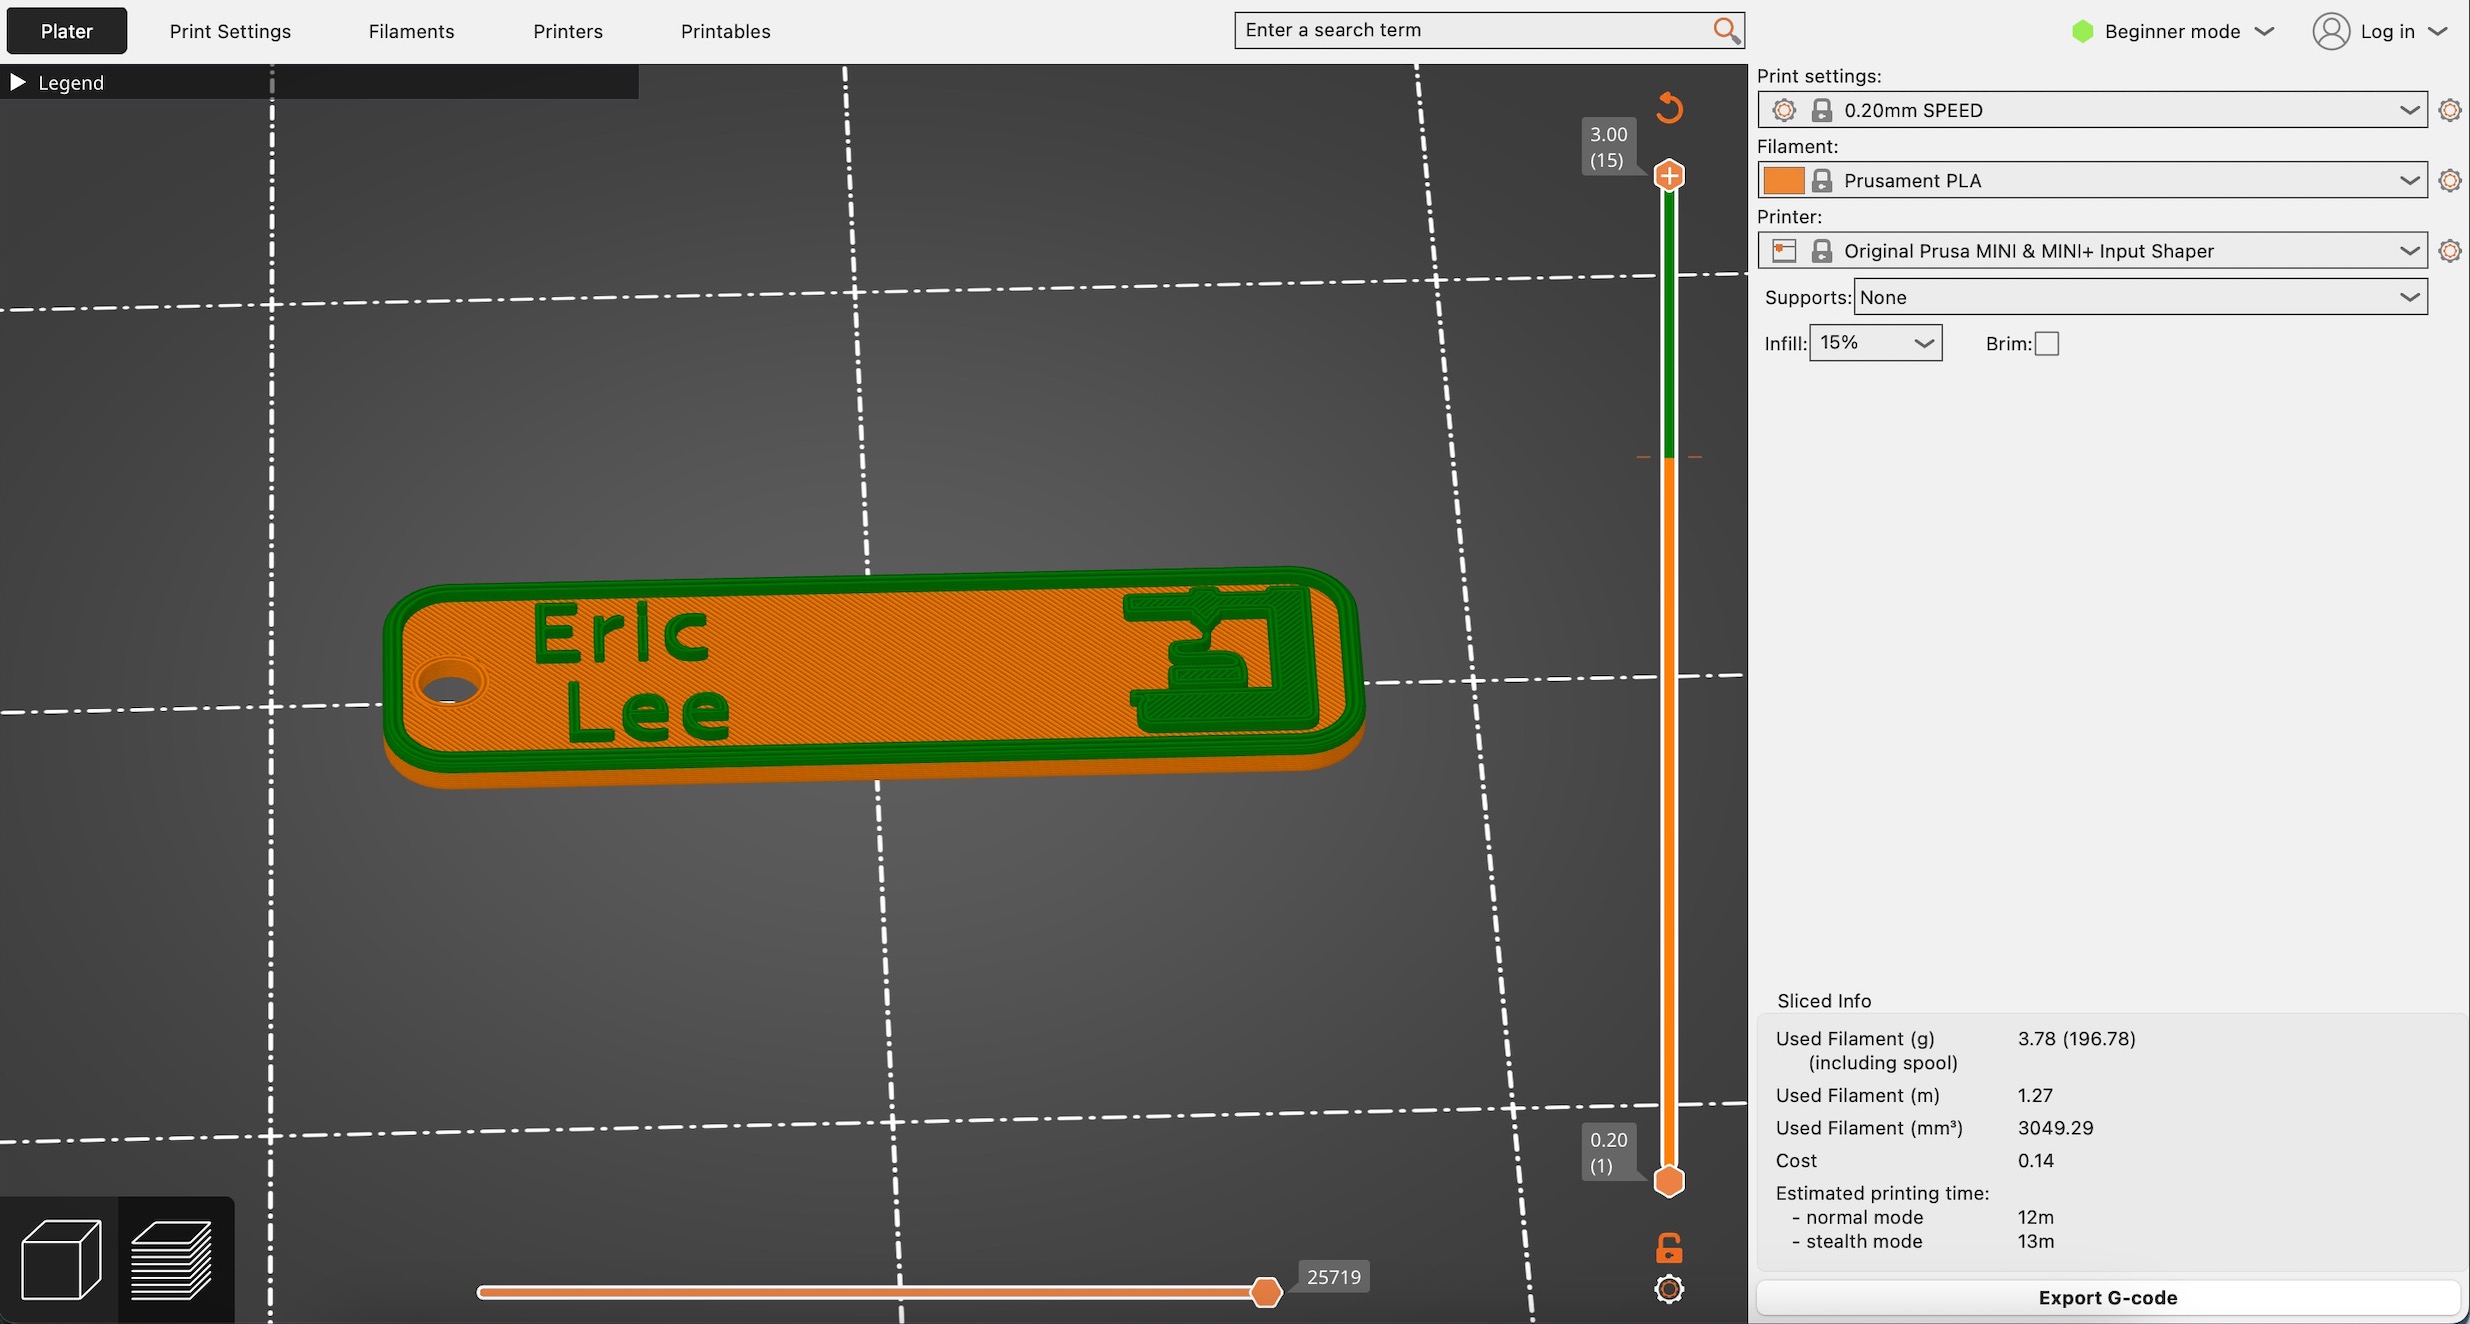 Plater Print Settings Filaments Printers Printables Enter a search term Beginner mode Log in
Legend
Print settings:
0.20mm SPEED
Filament:
Prusament PLA
Printer:
Original Prusa MINI & MINI+ Input Shaper
Supports: None
Infill: 15% Brim:
3.00
(15)
Eric
Lee
0.20
(1)
25719
Sliced Info
Used Filament (g) 3.78 (196.78)
(including spool)
Used Filament (m) 1.27
Used Filament (mm³) 3049.29
Cost 0.14
Estimated printing time:
- normal mode 12m
- stealth mode 13m
Export G-code